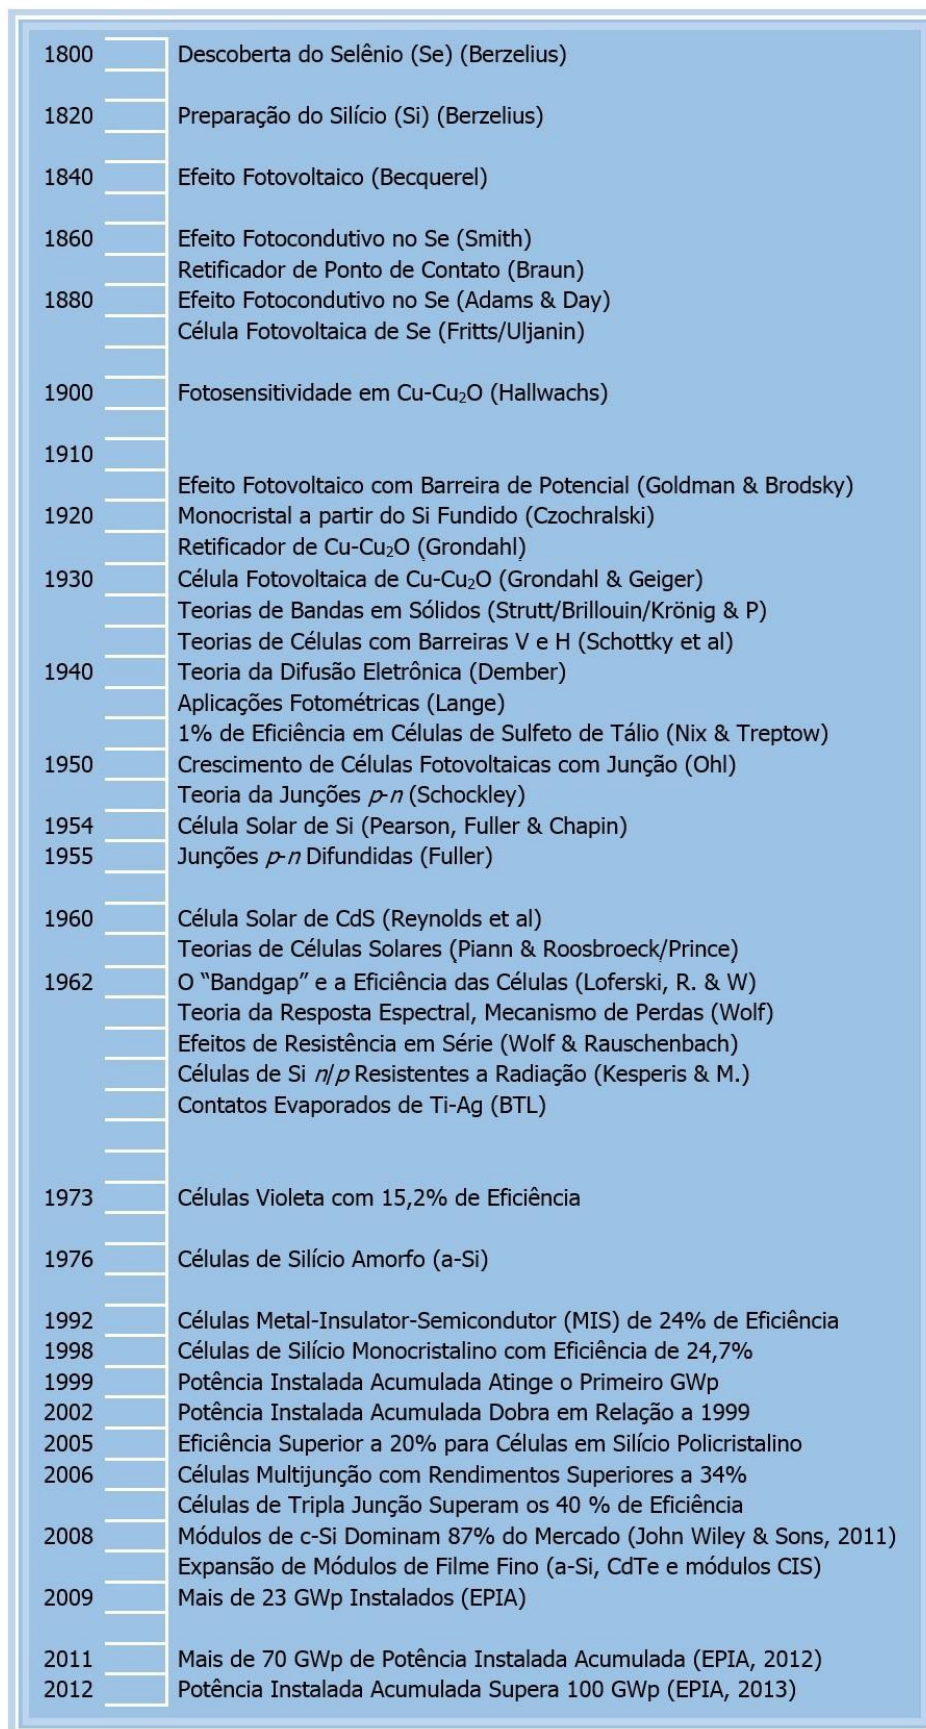 1800 Descoberta do Selênio (Se) (Berzelius)
1820 Preparação do Silício (Si) (Berzelius)
1840 Efeito Fotovoltaico (Becquerel)
1860 Efeito Fotocondutivo no Se (Smith)
Retificador de Ponto de Contato (Braun)
1880 Efeito Fotocondutivo no Se (Adams & Day)
Célula Fotovoltaica de Se (Fritts/Uljanin)
1900 Fotosensitividade em Cu-Cu₂O (Hallwachs)
1910
Efeito Fotovoltaico com Barreira de Potencial (Goldman & Brodsky)
1920 Monocristal a partir do Si Fundido (Czochralski)
Retificador de Cu-Cu₂O (Grondahl)
1930 Célula Fotovoltaica de Cu-Cu₂O (Grondahl & Geiger)
Teorias de Bandas em Sólidos (Strutt/Brillouin/Krönig & P)
Teorias de Células com Barreiras V e H (Schottky et al)
1940 Teoria da Difusão Eletrônica (Dember)
Aplicações Fotométricas (Lange)
1% de Eficiência em Células de Sulfeto de Tálio (Nix & Treptow)
1950 Crescimento de Células Fotovoltaicas com Junção (Ohl)
Teoria da Junções p-n (Schockley)
1954 Célula Solar de Si (Pearson, Fuller & Chapin)
1955 Junções p-n Difundidas (Fuller)
1960 Célula Solar de CdS (Reynolds et al)
Teorias de Células Solares (Piann & Roosbroeck/Prince)
1962 O “Bandgap” e a Eficiência das Células (Loferski, R. & W)
Teoria da Resposta Espectral, Mecanismo de Perdas (Wolf)
Efeitos de Resistência em Série (Wolf & Rauschenbach)
Células de Si n/p Resistentes a Radiação (Kesperis & M.)
Contatos Evaporados de Ti-Ag (BTL)
1973 Células Violeta com 15,2% de Eficiência
1976 Células de Silício Amorfo (a-Si)
1992 Células Metal-Insulator-Semicondutor (MIS) de 24% de Eficiência
1998 Células de Silício Monocristalino com Eficiência de 24,7%
1999 Potência Instalada Acumulada Atinge o Primeiro GWp
2002 Potência Instalada Acumulada Dobra em Relação a 1999
2005 Eficiência Superior a 20% para Células em Silício Policristalino
2006 Células Multijunção com Rendimentos Superiores a 34%
Células de Tripla Junção Superam os 40 % de Eficiência
2008 Módulos de c-Si Dominam 87% do Mercado (John Wiley & Sons, 2011)
Expansão de Módulos de Filme Fino (a-Si, CdTe e módulos CIS)
2009 Mais de 23 GWp Instalados (EPIA)
2011 Mais de 70 GWp de Potência Instalada Acumulada (EPIA, 2012)
2012 Potência Instalada Acumulada Supera 100 GWp (EPIA, 2013)